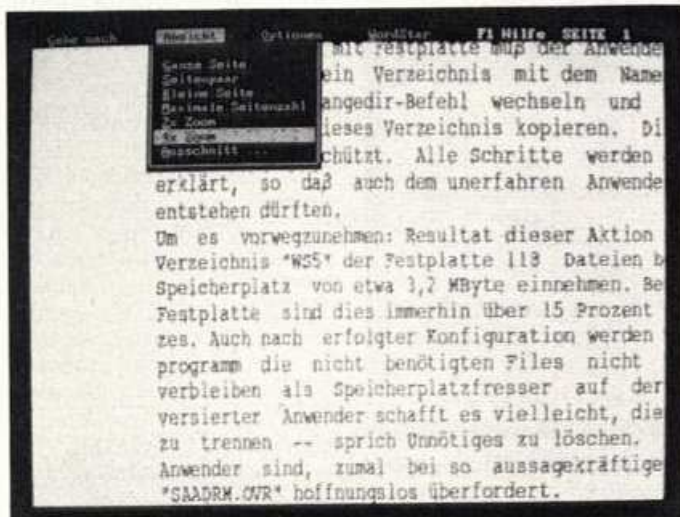 Gehe nach Ansicht Optionen WordStar F1 Hilfe SEITE 1
Ganze Seite
Seitenpaar
Kleine Seite
Maximale Seitenzahl
2x Zoom
4x Zoom
Ausschnitt ...
mit Festplatte muß der Anwende
ein Verzeichnis mit dem Name
angedir-Befehl wechseln und
ieses Verzeichnis kopieren. Di
chützt. Alle Schritte werden
erklärt, so daß auch dem unerfahren Anwende
entstehen dürften.
Um es vorwegzunehmen: Resultat dieser Aktion
Verzeichnis "WS5" der Festplatte 118 Dateien b
Speicherplatz von etwa 3,2 MByte einnehmen. Be
Festplatte sind dies immerhin über 15 Prozent
zes. Auch nach erfolgter Konfiguration werden
programm die nicht benötigten Files nicht
verbleiben als Speicherplatzfresser auf der
versierter Anwender schafft es vielleicht, die
zu trennen -- sprich Unnötiges zu löschen.
Anwender sind, zumal bei so aussagekräftige
"SAADRM.OVR" hoffnungslos überfordert.